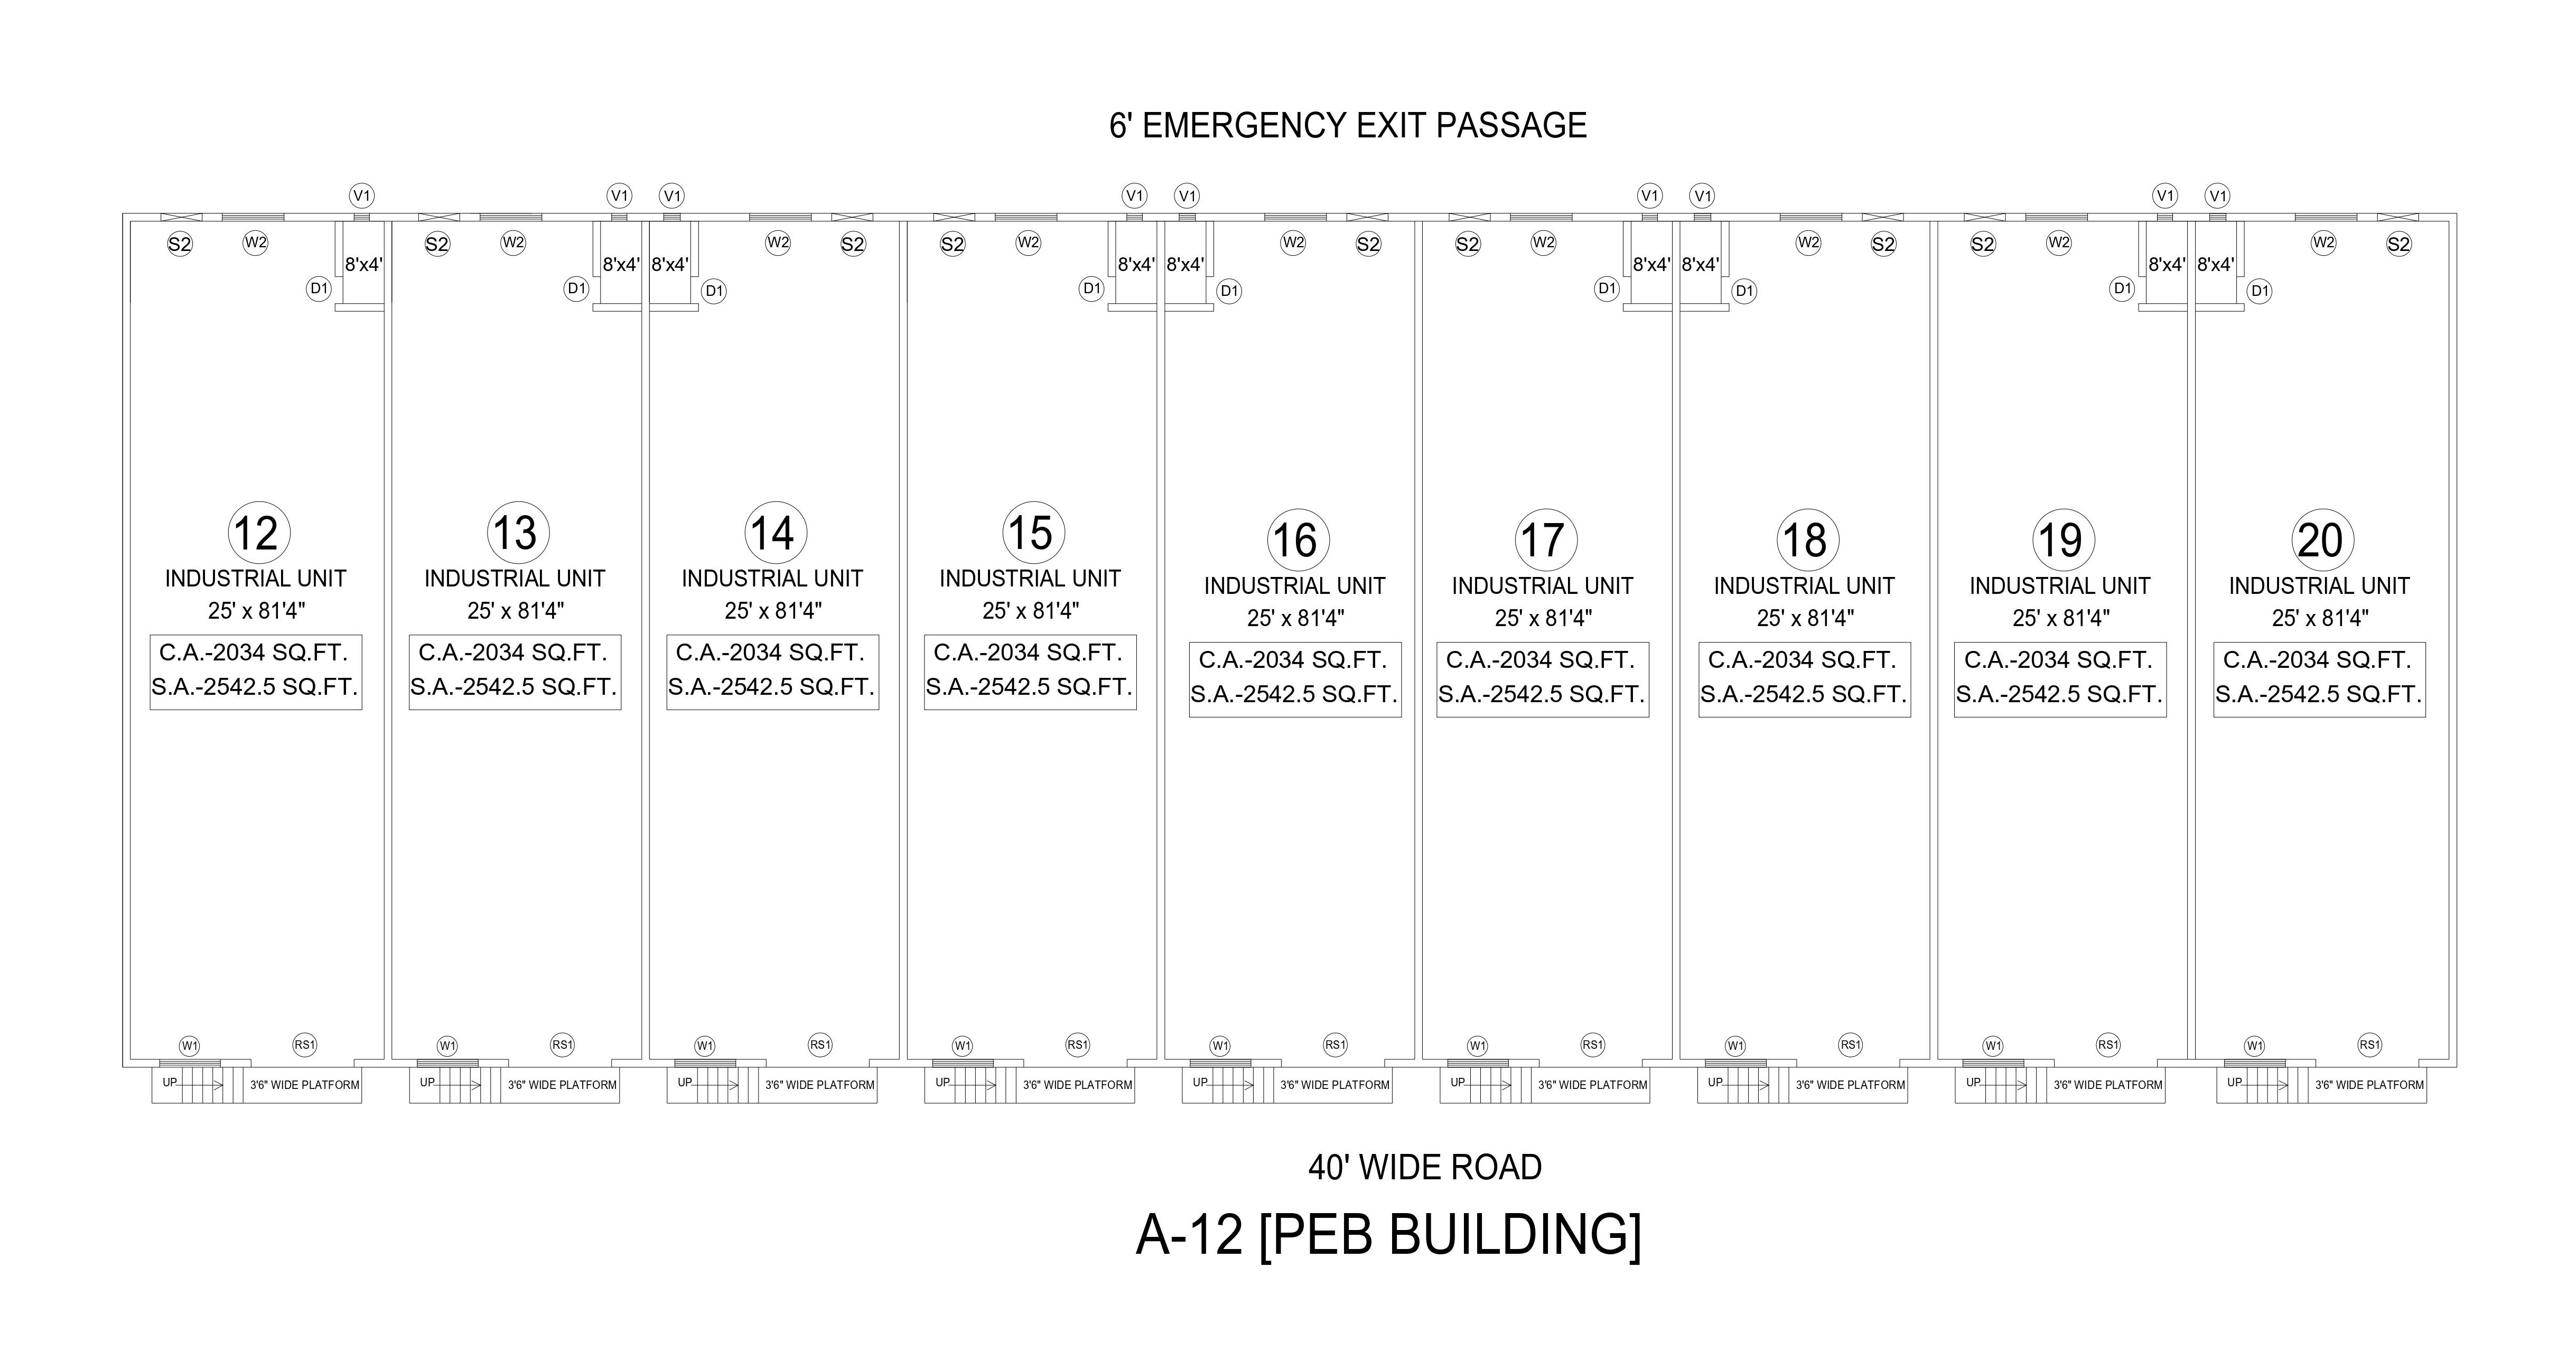 6' EMERGENCY EXIT PASSAGE
V1 V1 V1 V1 V1 V1 V1 V1 V1
S2 W2 S2 W2 W2 S2 S2 W2 W2 S2 S2 W2 W2 S2 S2 W2 W2 S2
8'x4' 8'x4' 8'x4' 8'x4' 8'x4' 8'x4' 8'x4' 8'x4' 8'x4'
D1 D1 D1 D1 D1 D1 D1 D1 D1
12
INDUSTRIAL UNIT
25' x 81'4"
C.A.-2034 SQ.FT.
S.A.-2542.5 SQ.FT.
13
INDUSTRIAL UNIT
25' x 81'4"
C.A.-2034 SQ.FT.
S.A.-2542.5 SQ.FT.
14
INDUSTRIAL UNIT
25' x 81'4"
C.A.-2034 SQ.FT.
S.A.-2542.5 SQ.FT.
15
INDUSTRIAL UNIT
25' x 81'4"
C.A.-2034 SQ.FT.
S.A.-2542.5 SQ.FT.
16
INDUSTRIAL UNIT
25' x 81'4"
C.A.-2034 SQ.FT.
S.A.-2542.5 SQ.FT.
17
INDUSTRIAL UNIT
25' x 81'4"
C.A.-2034 SQ.FT.
S.A.-2542.5 SQ.FT.
18
INDUSTRIAL UNIT
25' x 81'4"
C.A.-2034 SQ.FT.
S.A.-2542.5 SQ.FT.
19
INDUSTRIAL UNIT
25' x 81'4"
C.A.-2034 SQ.FT.
S.A.-2542.5 SQ.FT.
20
INDUSTRIAL UNIT
25' x 81'4"
C.A.-2034 SQ.FT.
S.A.-2542.5 SQ.FT.
W1 RS1 W1 RS1 W1 RS1 W1 RS1 W1 RS1 W1 RS1 W1 RS1 W1 RS1 W1 RS1
UP 3'6" WIDE PLATFORM UP 3'6" WIDE PLATFORM UP 3'6" WIDE PLATFORM UP 3'6" WIDE PLATFORM UP 3'6" WIDE PLATFORM UP 3'6" WIDE PLATFORM UP 3'6" WIDE PLATFORM UP 3'6" WIDE PLATFORM UP 3'6" WIDE PLATFORM
40' WIDE ROAD
A-12 [PEB BUILDING]